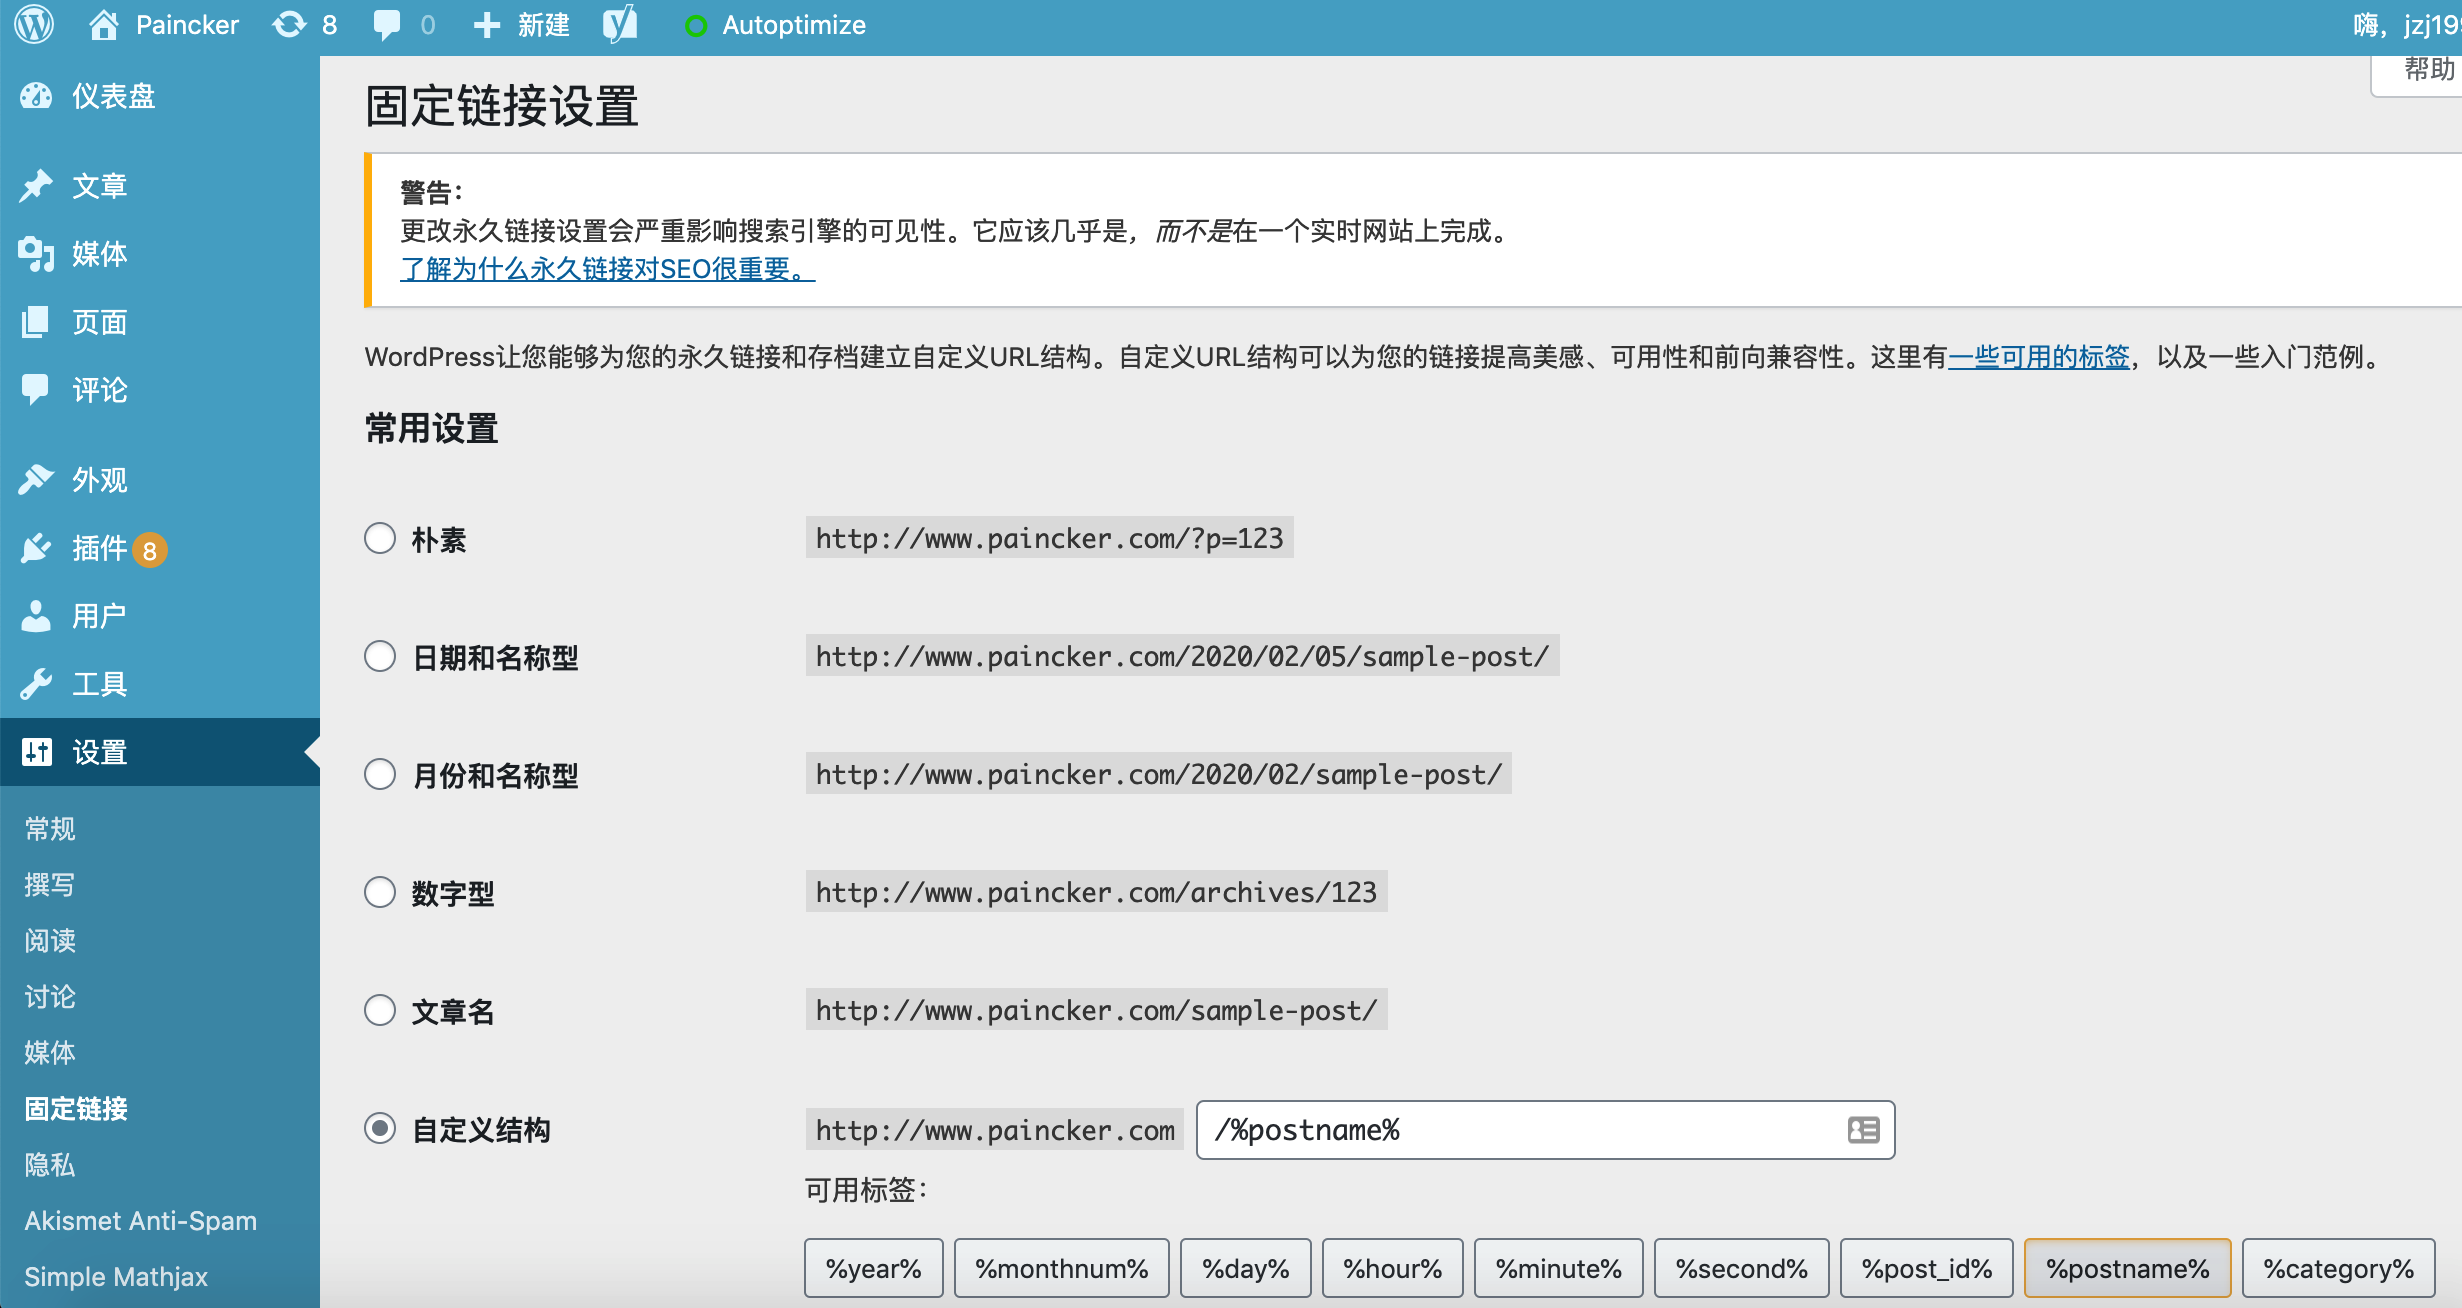 Paincker 8 0 新建 Autoptimize 嗨，jzj19
帮助
仪表盘
文章
媒体
页面
评论
外观
插件 8
用户
工具
设置
常规
撰写
阅读
讨论
媒体
固定链接
隐私
Akismet Anti-Spam
Simple Mathjax
固定链接设置
警告：
更改永久链接设置会严重影响搜索引擎的可见性。它应该几乎是，而不是在一个实时网站上完成。
了解为什么永久链接对SEO很重要。
WordPress让您能够为您的永久链接和存档建立自定义URL结构。自定义URL结构可以为您的链接提高美感、可用性和前向兼容性。这里有一些可用的标签，以及一些入门范例。
常用设置
朴素 http://www.paincker.com/?p=123
日期和名称型 http://www.paincker.com/2020/02/05/sample-post/
月份和名称型 http://www.paincker.com/2020/02/sample-post/
数字型 http://www.paincker.com/archives/123
文章名 http://www.paincker.com/sample-post/
自定义结构 http://www.paincker.com /%postname%
可用标签：
%year% %monthnum% %day% %hour% %minute% %second% %post_id% %postname% %category%